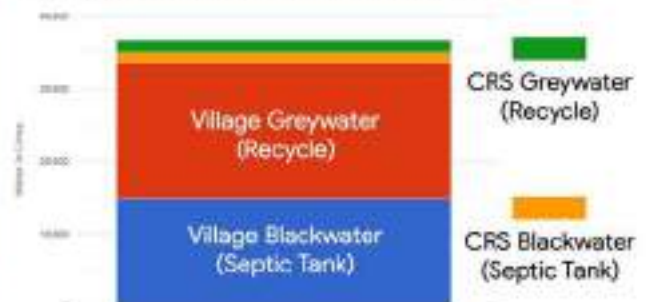 CRS Greywater
(Recycle)
Village Greywater
(Recycle)
Village Blackwater
(Septic Tank)
CRS Blackwater
(Septic Tank)